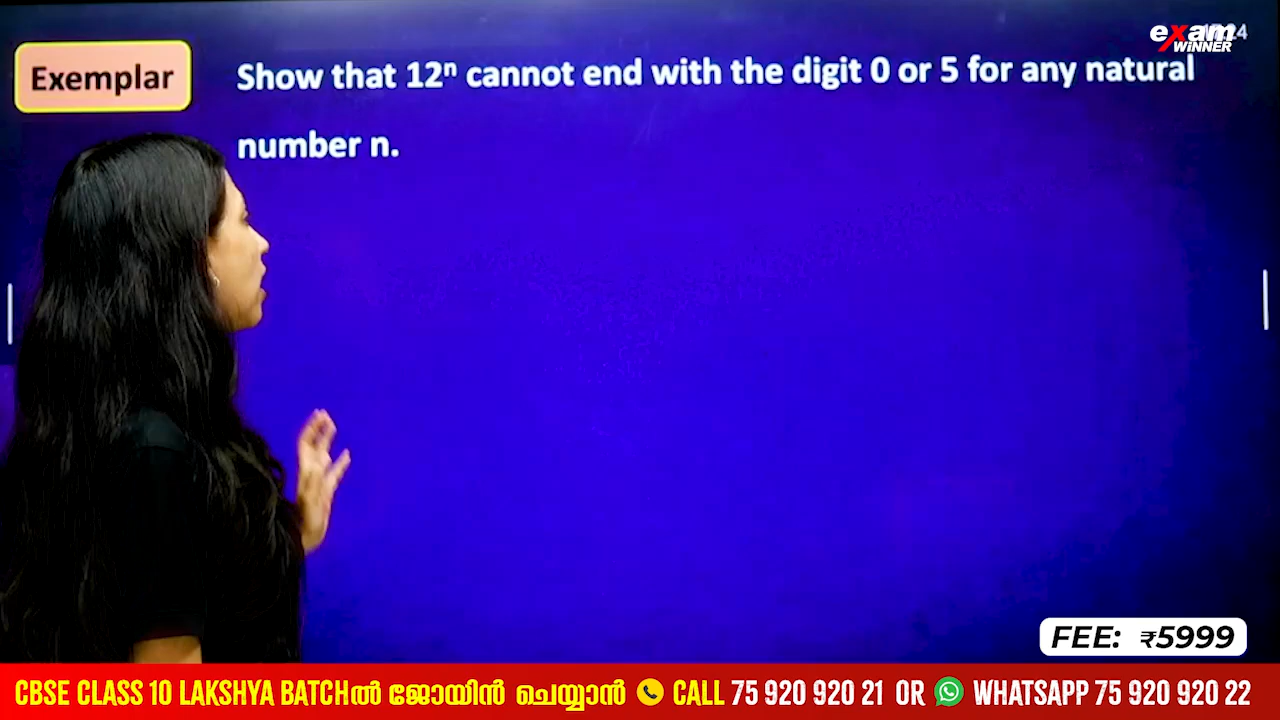 exam
WINNER
Exemplar
Show that 12ⁿ cannot end with the digit 0 or 5 for any natural
number n.
FEE: ₹5999
CBSE CLASS 10 LAKSHYA BATCHൽ ജോയിൻ ചെയ്യാൻ CALL 75 920 920 21 OR WHATSAPP 75 920 920 22